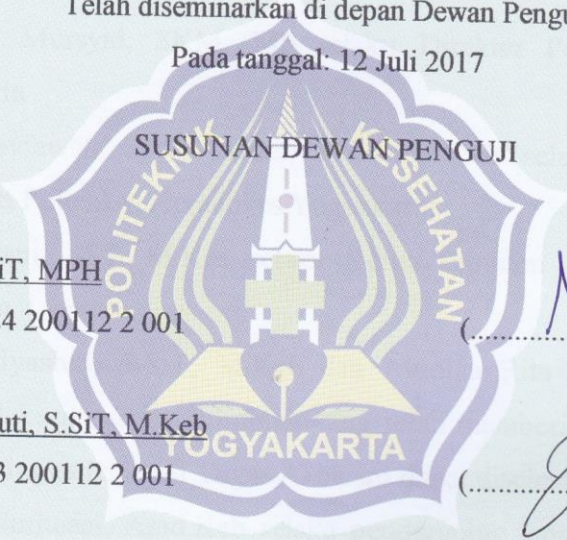 Telah diseminarkan di depan Dewan Pengu
Pada tanggal: 12 Juli 2017
SUSUNAN DEWAN PENGUJI
POLITEKNIK KESEHATAN
iT, MPH
4 200112 2 001
(..............
uti, S.SiT, M.Keb
YOGYAKARTA
3 200112 2 001
(..............